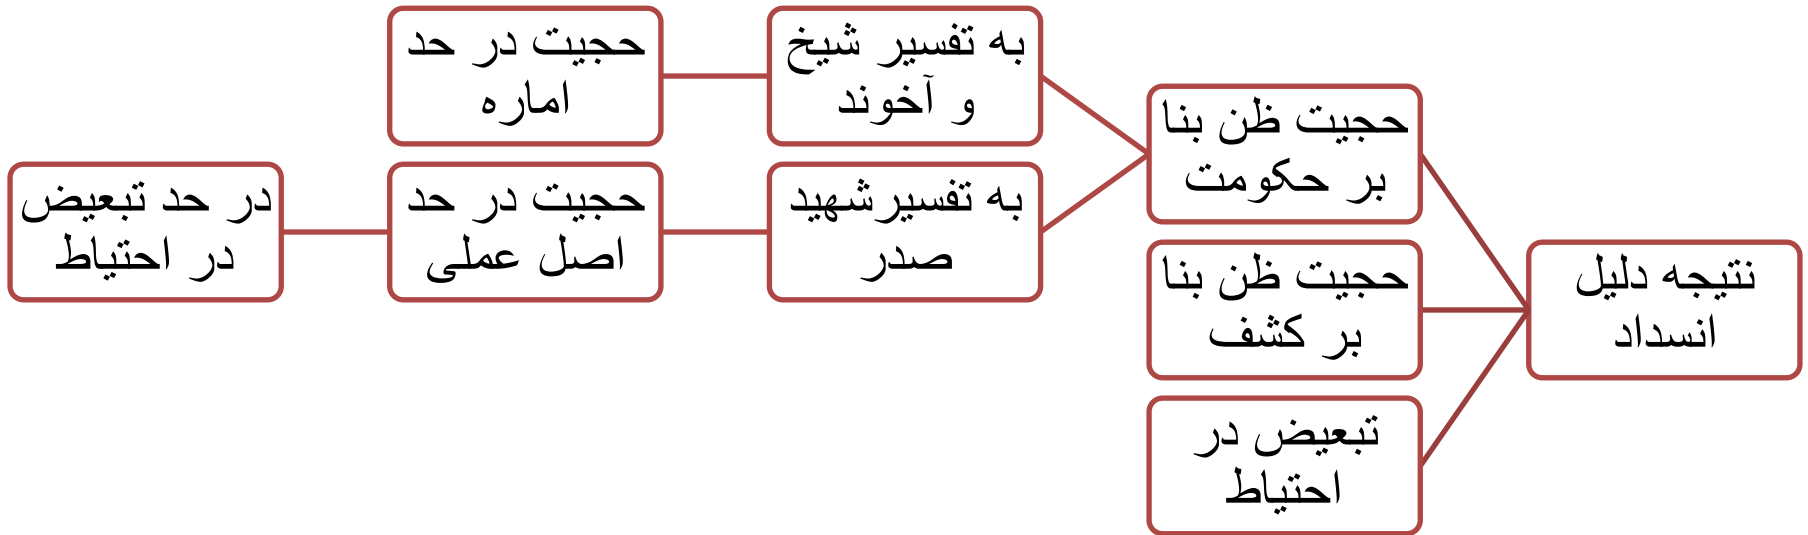 نتیجه دلیل
انسداد
حجیت ظن بنا
بر حکومت
به تفسیر شیخ
و آخوند
حجیت در حد
اماره
به تفسیرشهید
صدر
حجیت در حد
اصل عملی
در حد تبعیض
در احتیاط
حجیت ظن بنا
بر کشف
تبعیض در
احتیاط